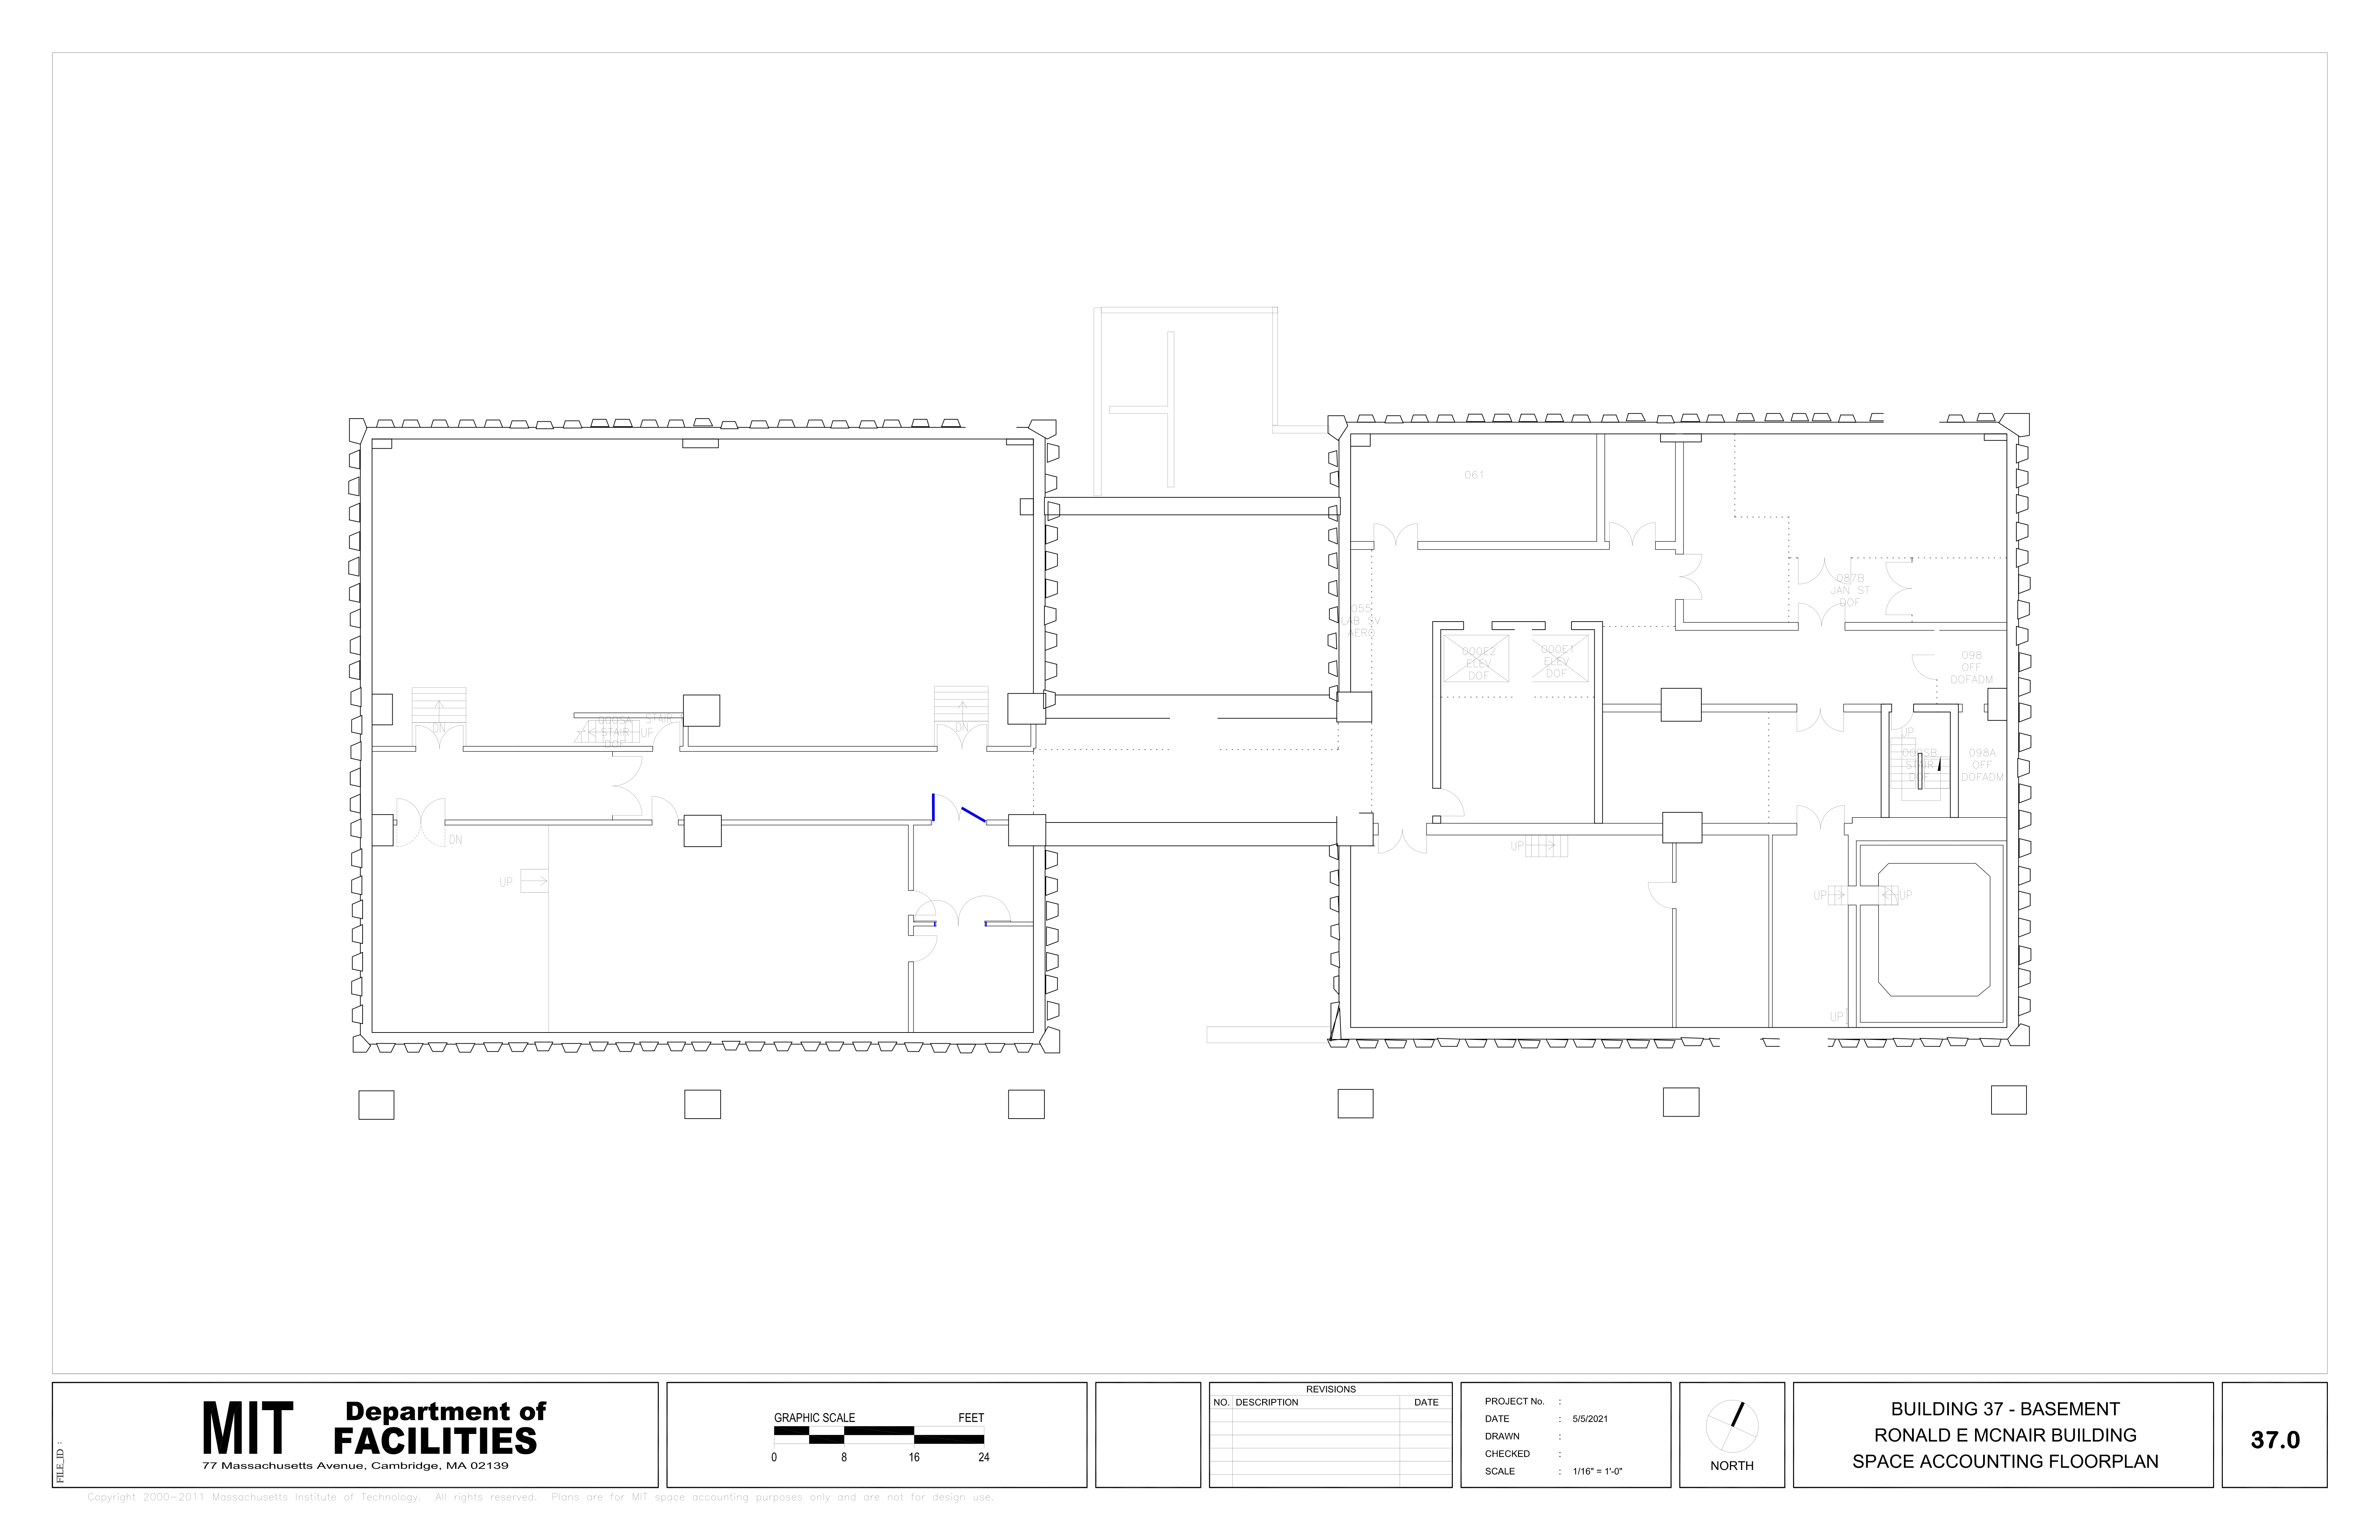 061
087B
JAN ST
DOF
055
LAB SV
AERO
000E2
ELEV
DOF
000E1
ELEV
DOF
098
OFF
DOFADM
DN
000SA
STAIR
DOF
STAIR
UP
DN
UP
000SB
STAIR
DOF
098A
OFF
DOFADM
DN
UP
UP
UP
UP
UP
MIT
Department of
FACILITIES
77 Massachusetts Avenue, Cambridge, MA 02139
FILE_ID :
GRAPHIC SCALE FEET
0 8 16 24
REVISIONS
NO. DESCRIPTION DATE
PROJECT No. :
DATE : 5/5/2021
DRAWN :
CHECKED :
SCALE : 1/16" = 1'-0"
NORTH
BUILDING 37 - BASEMENT
RONALD E MCNAIR BUILDING
SPACE ACCOUNTING FLOORPLAN
37.0
Copyright 2000-2011 Massachusetts Institute of Technology. All rights reserved. Plans are for MIT space accounting purposes only and are not for design use.